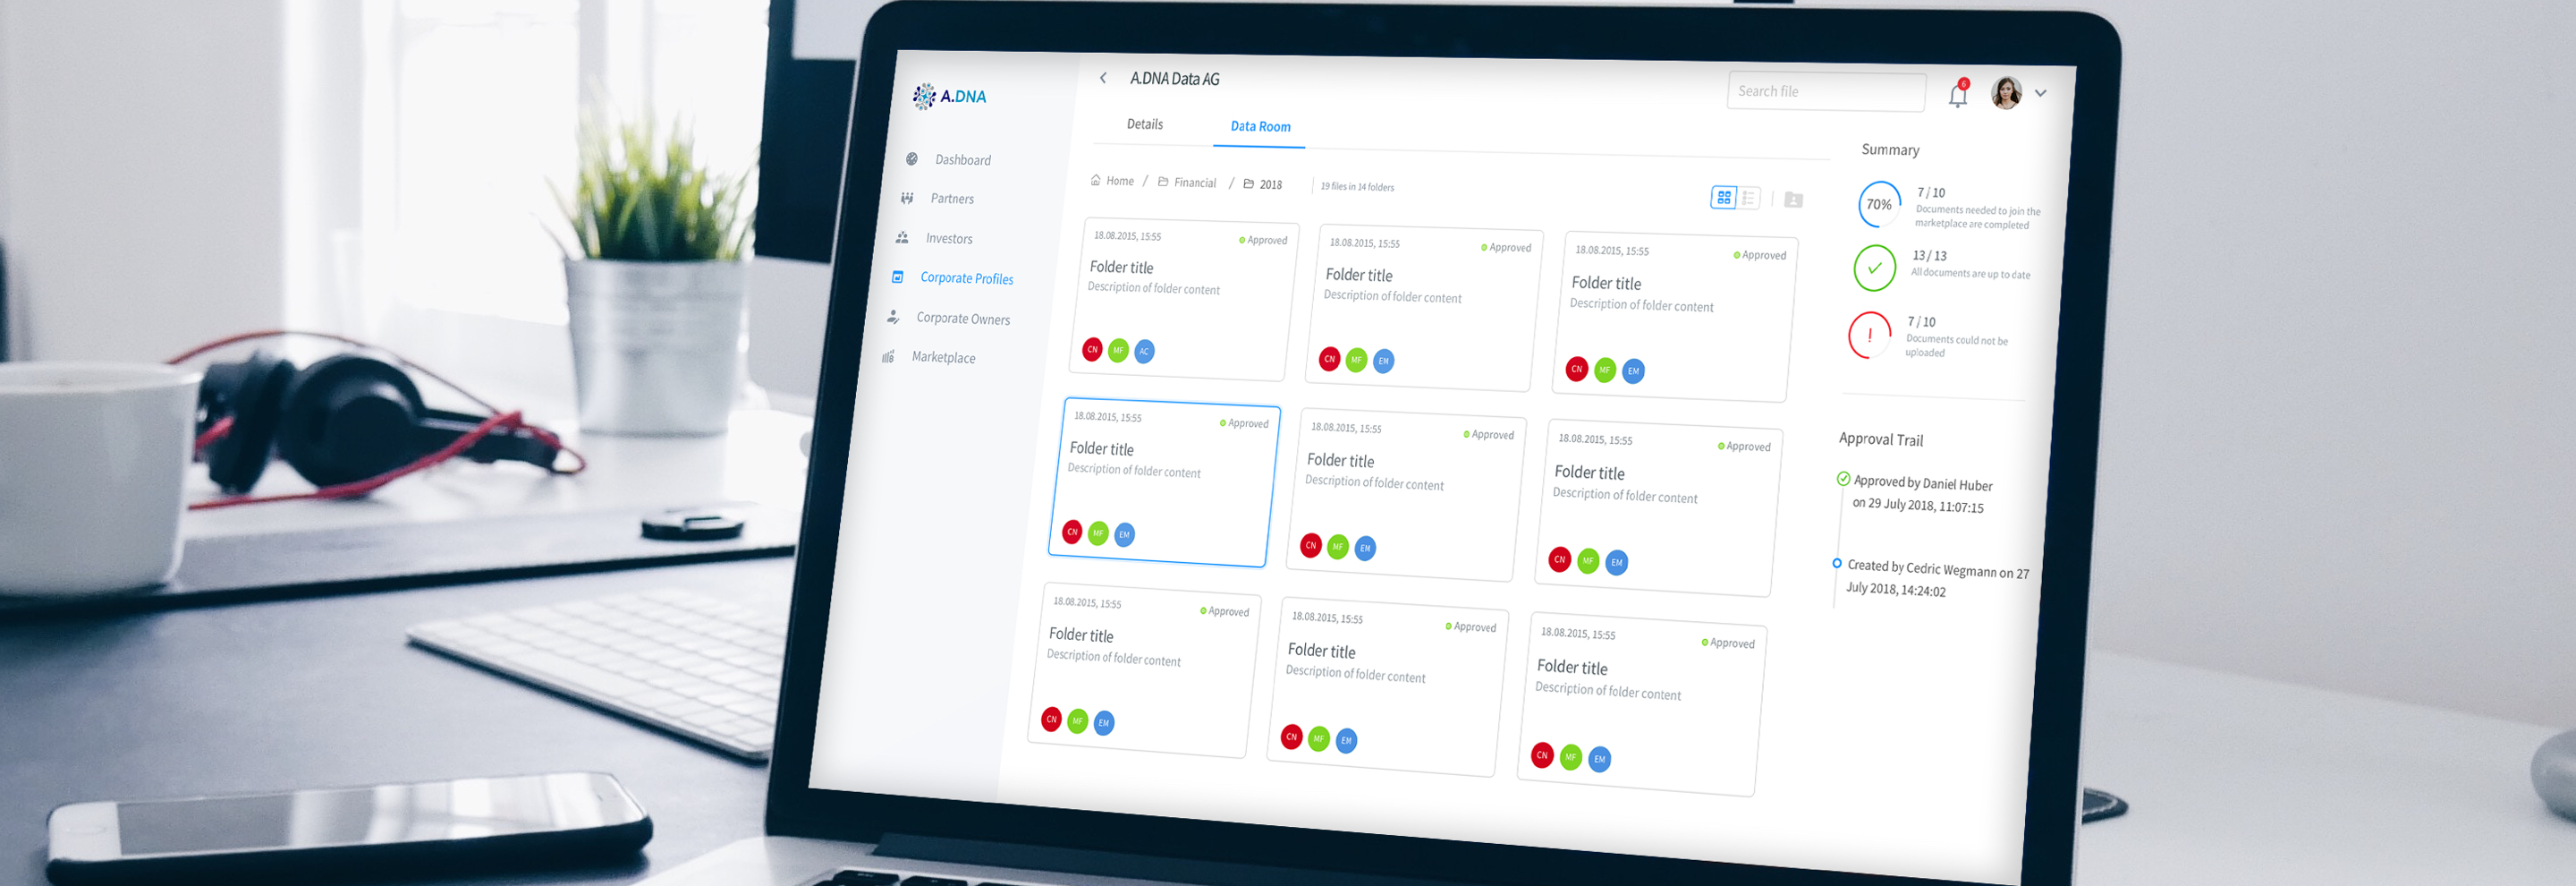 A.DNA
Dashboard
Partners
Investors
Corporate Profiles
Corporate Owners
Marketplace
A.DNA Data AG
Search file
6
Details
Data Room
Home / Financial / 2018
19 files in 14 folders
18.08.2015, 15:55
Approved
Folder title
Description of folder content
CN MF AC
18.08.2015, 15:55
Approved
Folder title
Description of folder content
CN MF EM
18.08.2015, 15:55
Approved
Folder title
Description of folder content
CN MF EM
18.08.2015, 15:55
Approved
Folder title
Description of folder content
CN MF EM
18.08.2015, 15:55
Approved
Folder title
Description of folder content
CN MF EM
18.08.2015, 15:55
Approved
Folder title
Description of folder content
CN MF EM
18.08.2015, 15:55
Approved
Folder title
Description of folder content
CN MF EM
18.08.2015, 15:55
Approved
Folder title
Description of folder content
CN MF EM
18.08.2015, 15:55
Approved
Folder title
Description of folder content
CN MF EM
Summary
70%
7 / 10
Documents needed to join the
marketplace are completed
13 / 13
All documents are up to date
!
7 / 10
Documents could not be
uploaded
Approval Trail
Approved by Daniel Huber
on 29 July 2018, 11:07:15
Created by Cedric Wegmann on 27
July 2018, 14:24:02